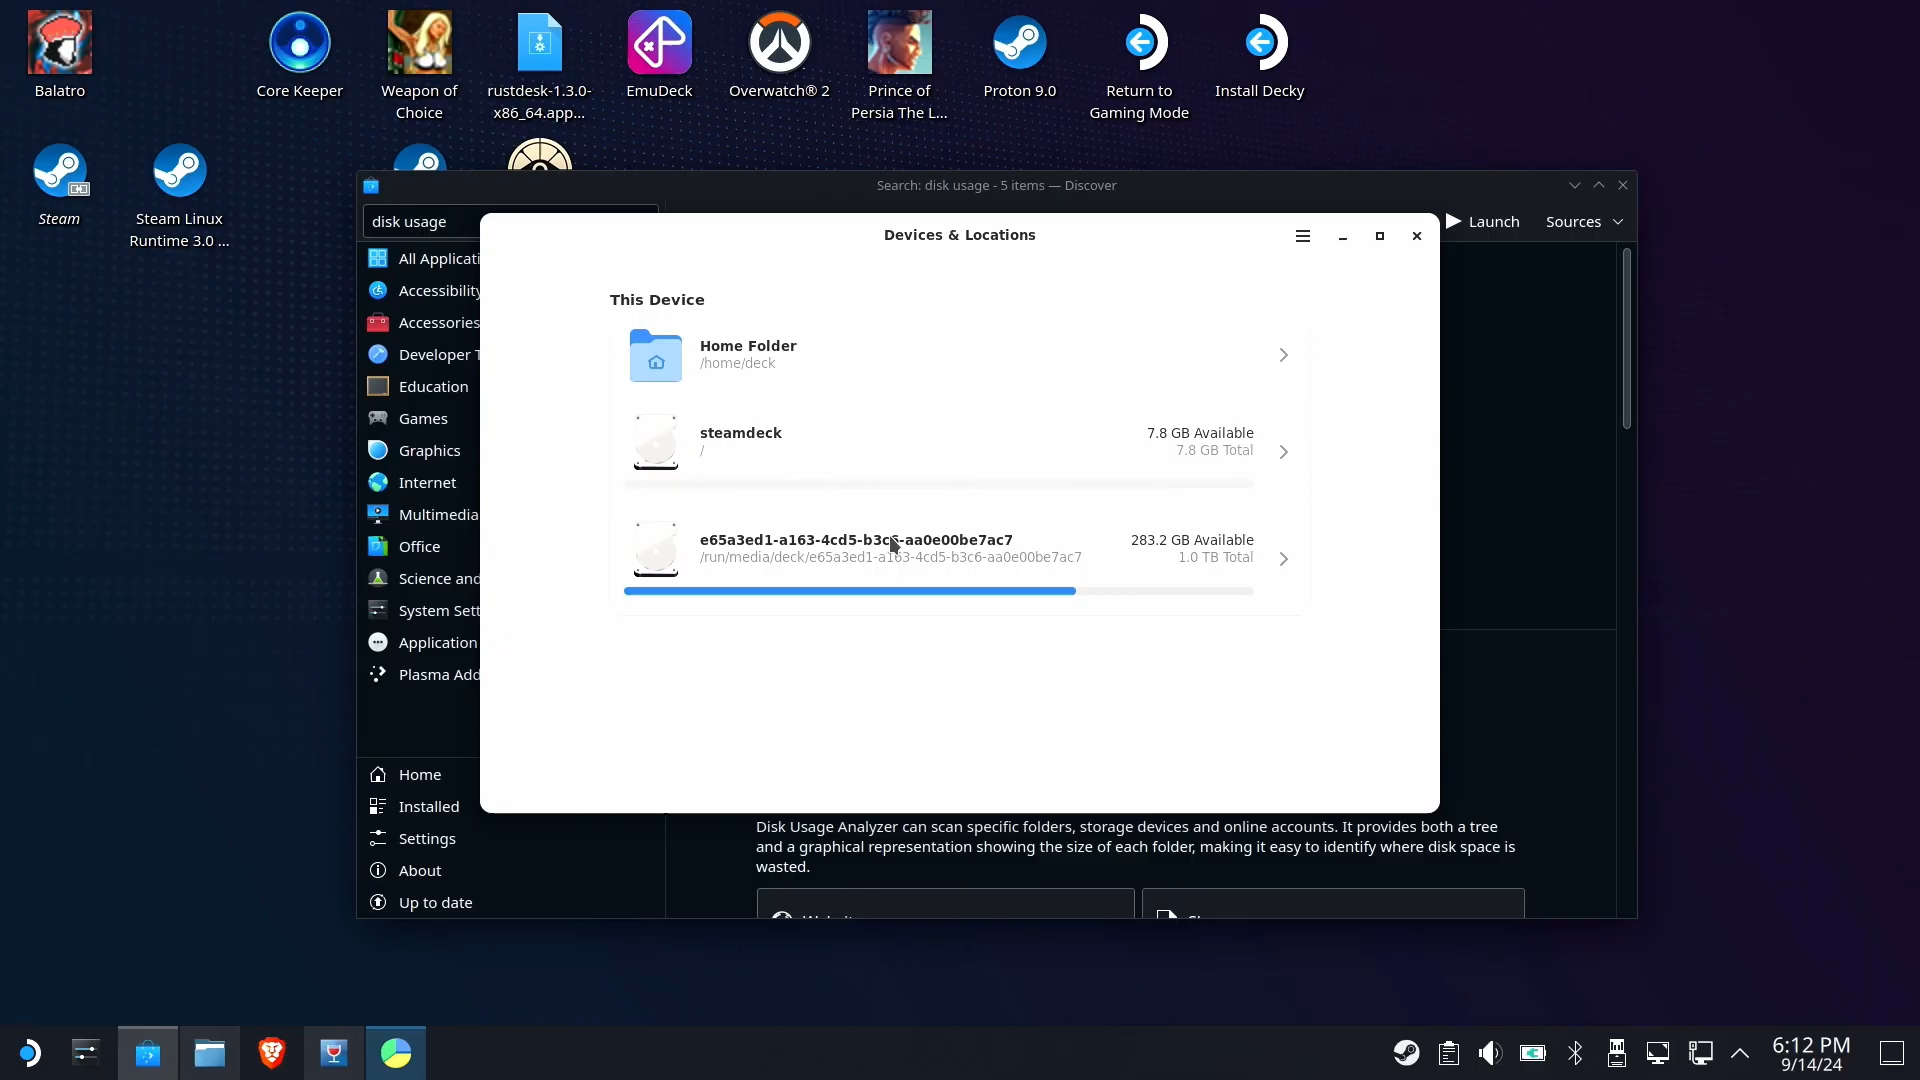 Balatro
Core Keeper
Weapon of
Choice
rustdesk-1.3.0-
x86_64.app...
EmuDeck
Overwatch® 2
Prince of
Persia The L...
Proton 9.0
Return to
Gaming Mode
Install Decky
Steam
Steam Linux
Runtime 3.0 ...
Search: disk usage - 5 items — Discover
disk usage
Launch
Sources
All Applicati
Accessibility
Accessories
Developer T
Education
Games
Graphics
Internet
Multimedia
Office
Science and
System Sett
Application
Plasma Add
Home
Installed
Settings
About
Up to date
Devices & Locations
This Device
Home Folder
/home/deck
steamdeck
/
7.8 GB Available
7.8 GB Total
e65a3ed1-a163-4cd5-b3c6-aa0e00be7ac7
/run/media/deck/e65a3ed1-a163-4cd5-b3c6-aa0e00be7ac7
283.2 GB Available
1.0 TB Total
Disk Usage Analyzer can scan specific folders, storage devices and online accounts. It provides both a tree
and a graphical representation showing the size of each folder, making it easy to identify where disk space is
wasted.
6:12 PM
9/14/24